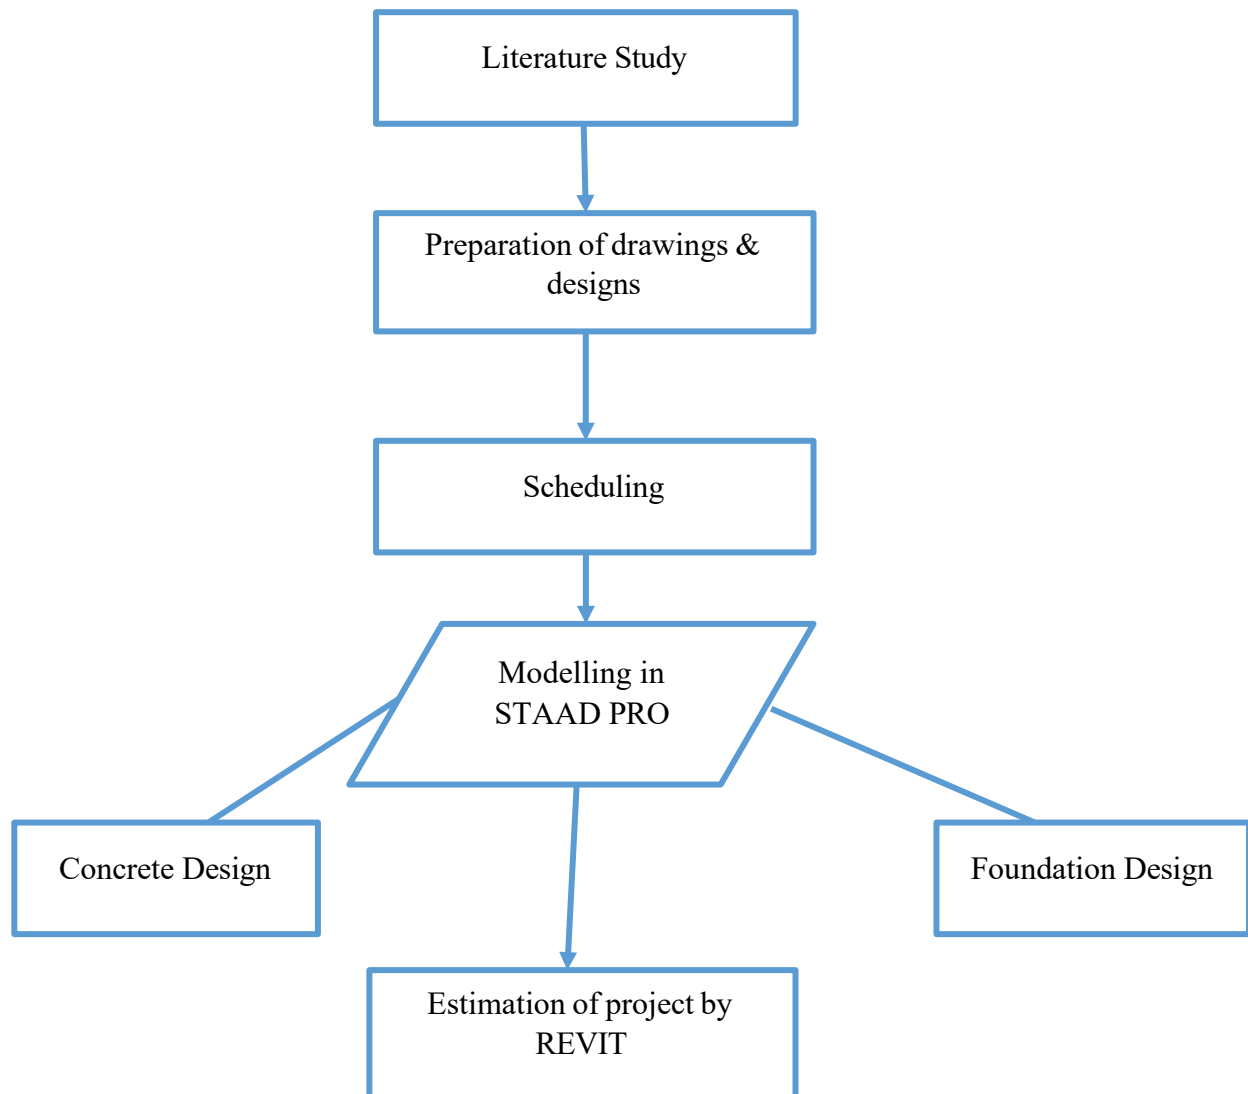 Literature Study
Preparation of drawings &
designs
Scheduling
Modelling in
STAAD PRO
Concrete Design
Foundation Design
Estimation of project by
REVIT